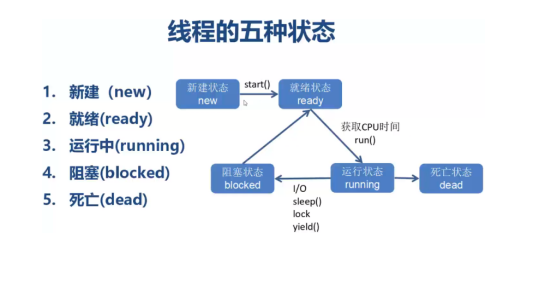 线程的五种状态
1. 新建（new）
2. 就绪(ready)
3. 运行中(running)
4. 阻塞(blocked)
5. 死亡(dead)
新建状态
new
start()
就绪状态
ready
获取CPU时间
run()
阻塞状态
blocked
I/O
sleep()
lock
yield()
运行状态
running
死亡状态
dead